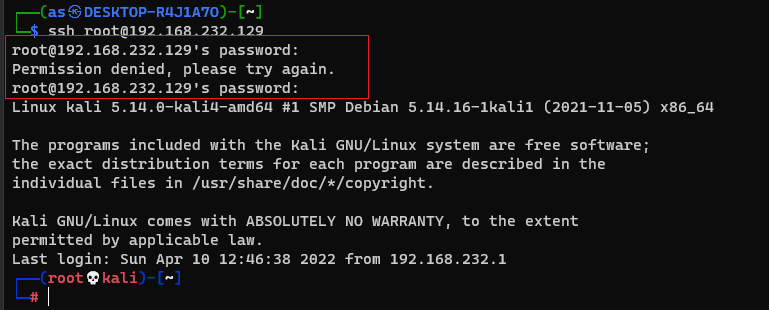 ┌──(as㉿DESKTOP-R4J1A7O)-[~]
└─$ ssh root@192.168.232.129
root@192.168.232.129's password:
Permission denied, please try again.
root@192.168.232.129's password:
Linux kali 5.14.0-kali4-amd64 #1 SMP Debian 5.14.16-1kali1 (2021-11-05) x86_64

The programs included with the Kali GNU/Linux system are free software;
the exact distribution terms for each program are described in the
individual files in /usr/share/doc/*/copyright.

Kali GNU/Linux comes with ABSOLUTELY NO WARRANTY, to the extent
permitted by applicable law.
Last login: Sun Apr 10 12:46:38 2022 from 192.168.232.1
┌──(root💀kali)-[~]
└─#